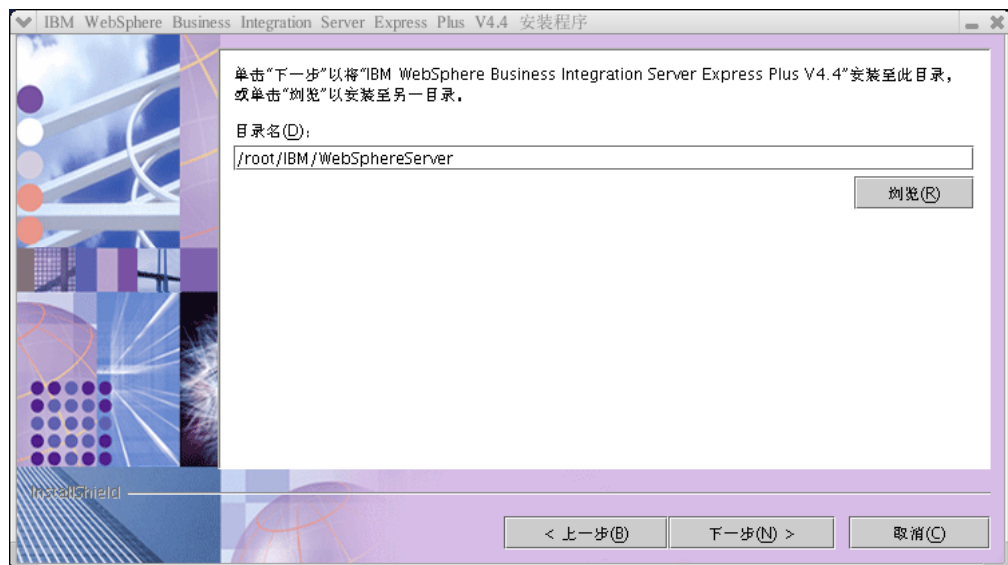 IBM WebSphere Business Integration Server Express Plus V4.4 安装程序
单击“下一步”以将“IBM WebSphere Business Integration Server Express Plus V4.4”安装至此目录，
或单击“浏览”以安装至另一目录。
目录名(D)：
/root/IBM/WebSphereServer
浏览(R)
InstallShield
< 上一步(B)
下一步(N) >
取消(C)